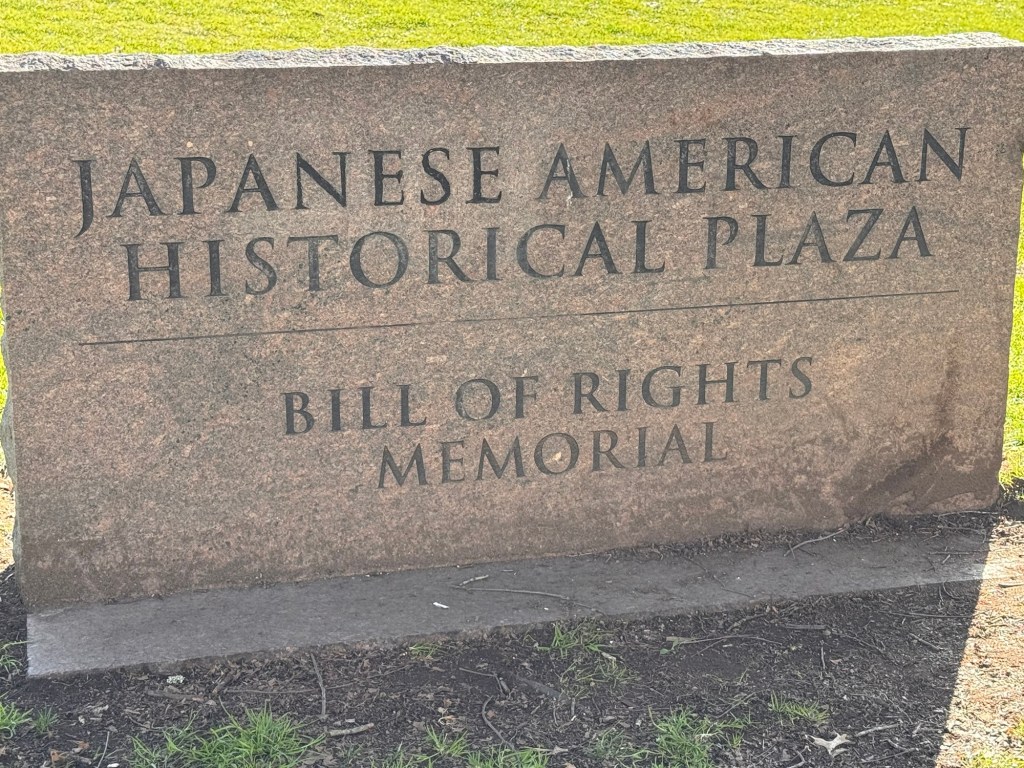 JAPANESE AMERICAN
HISTORICAL PLAZA
BILL OF RIGHTS
MEMORIAL